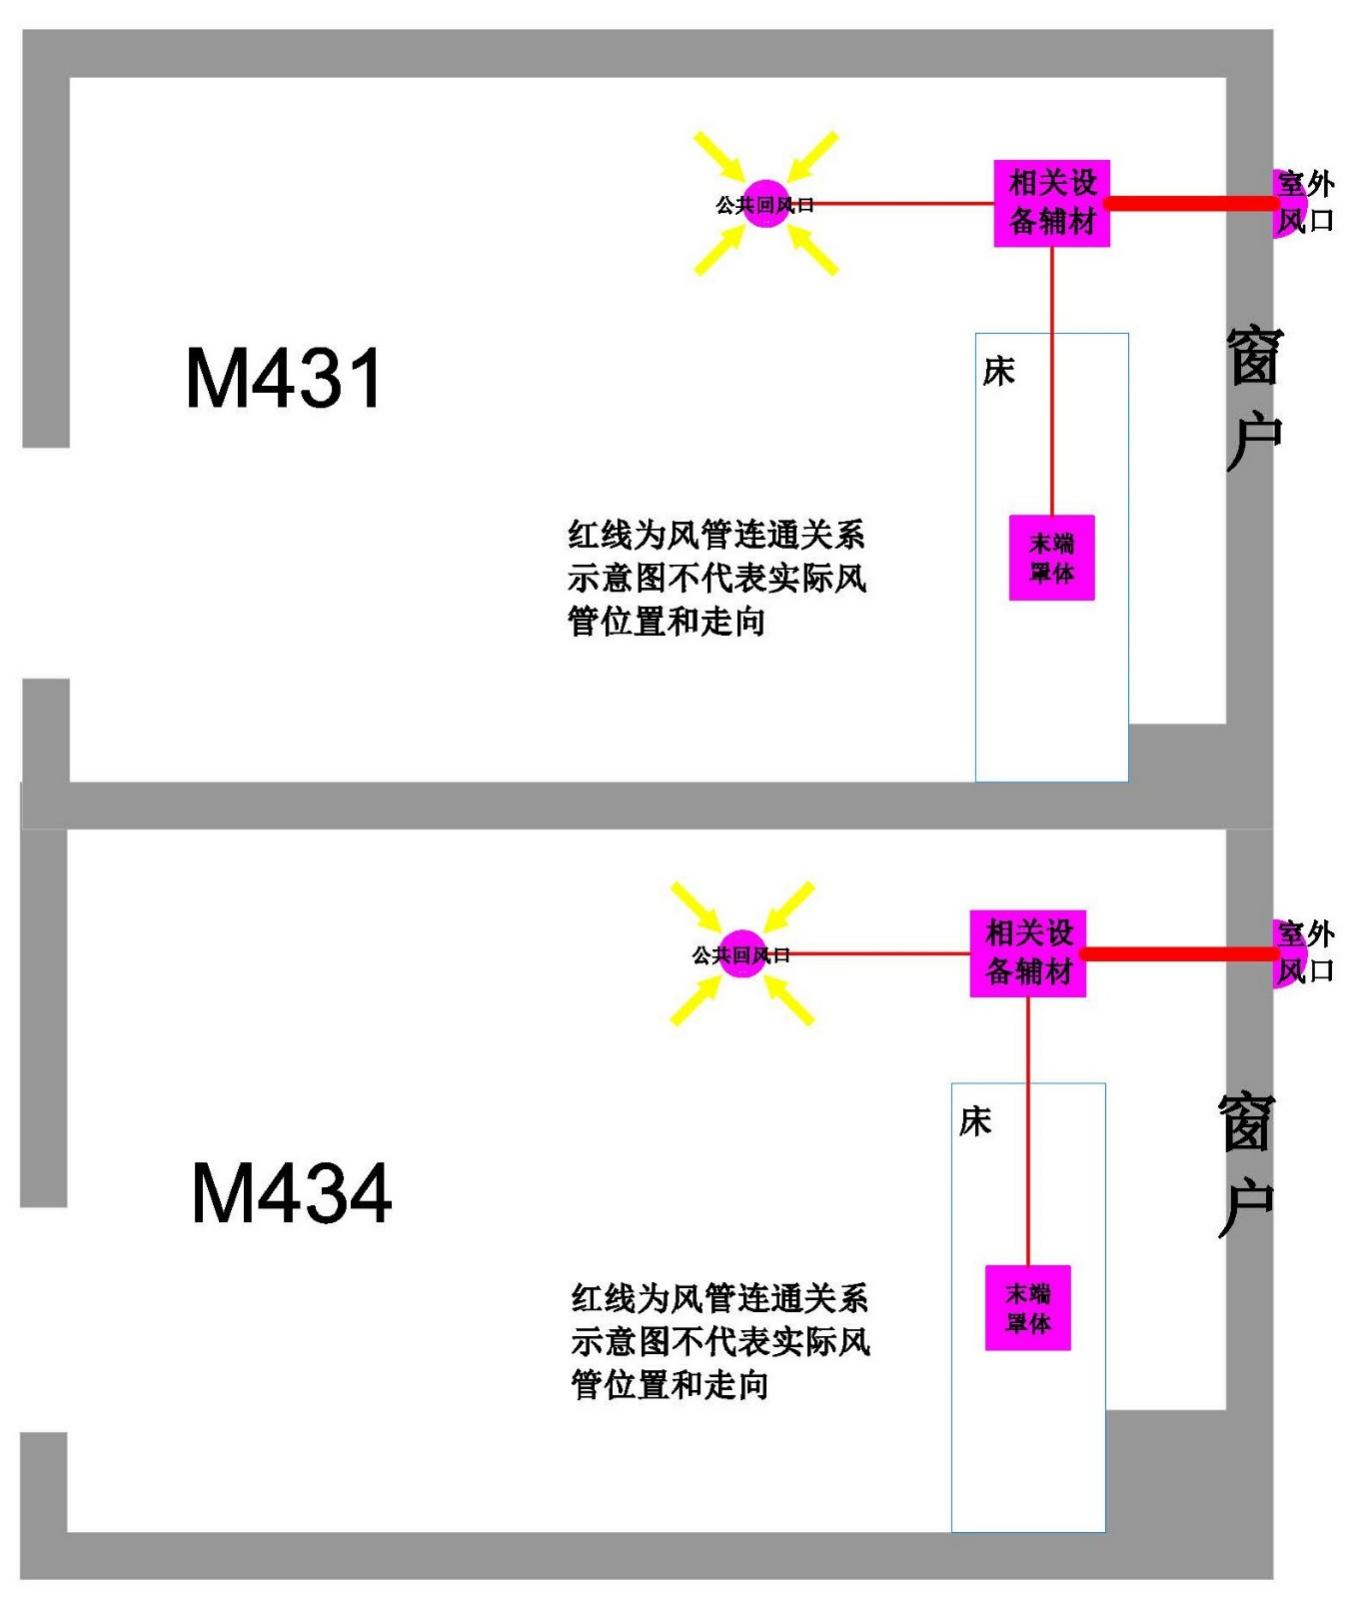 公共回风口
相关设
备辅材
室外
风口
窗
户
M431
床
红线为风管连通关系
示意图不代表实际风
管位置和走向
末端
罩体
公共回风口
相关设
备辅材
室外
风口
窗
户
M434
床
红线为风管连通关系
示意图不代表实际风
管位置和走向
末端
罩体